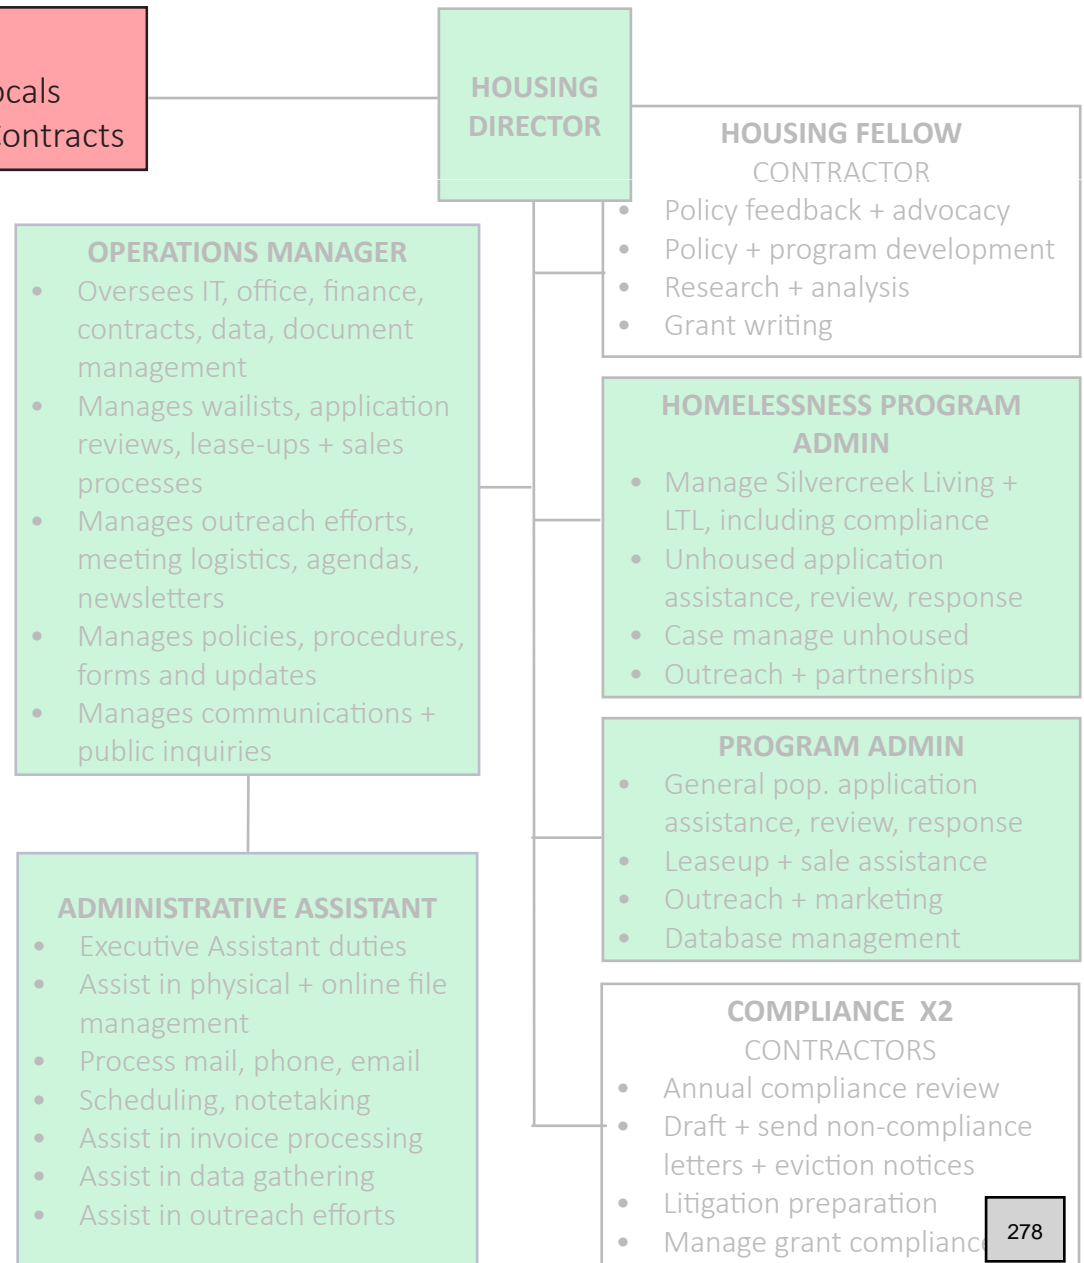 Contracts
HOUSING
DIRECTOR
HOUSING FELLOW
CONTRACTOR
• Policy feedback + advocacy
• Policy + program development
• Research + analysis
• Grant writing
OPERATIONS MANAGER
• Oversees IT, office, finance,
contracts, data, document
management
• Manages wailists, application
reviews, lease-ups + sales
processes
• Manages outreach efforts,
meeting logistics, agendas,
newsletters
• Manages policies, procedures,
forms and updates
• Manages communications +
public inquiries
HOMELESSNESS PROGRAM
ADMIN
• Manage Silvercreek Living +
LTL, including compliance
• Unhoused application
assistance, review, response
• Case manage unhoused
• Outreach + partnerships
PROGRAM ADMIN
• General pop. application
assistance, review, response
• Leaseup + sale assistance
• Outreach + marketing
• Database management
ADMINISTRATIVE ASSISTANT
• Executive Assistant duties
• Assist in physical + online file
management
• Process mail, phone, email
• Scheduling, notetaking
• Assist in invoice processing
• Assist in data gathering
• Assist in outreach efforts
COMPLIANCE X2
CONTRACTORS
• Annual compliance review
• Draft + send non-compliance
letters + eviction notices
• Litigation preparation
• Manage grant compliance
278